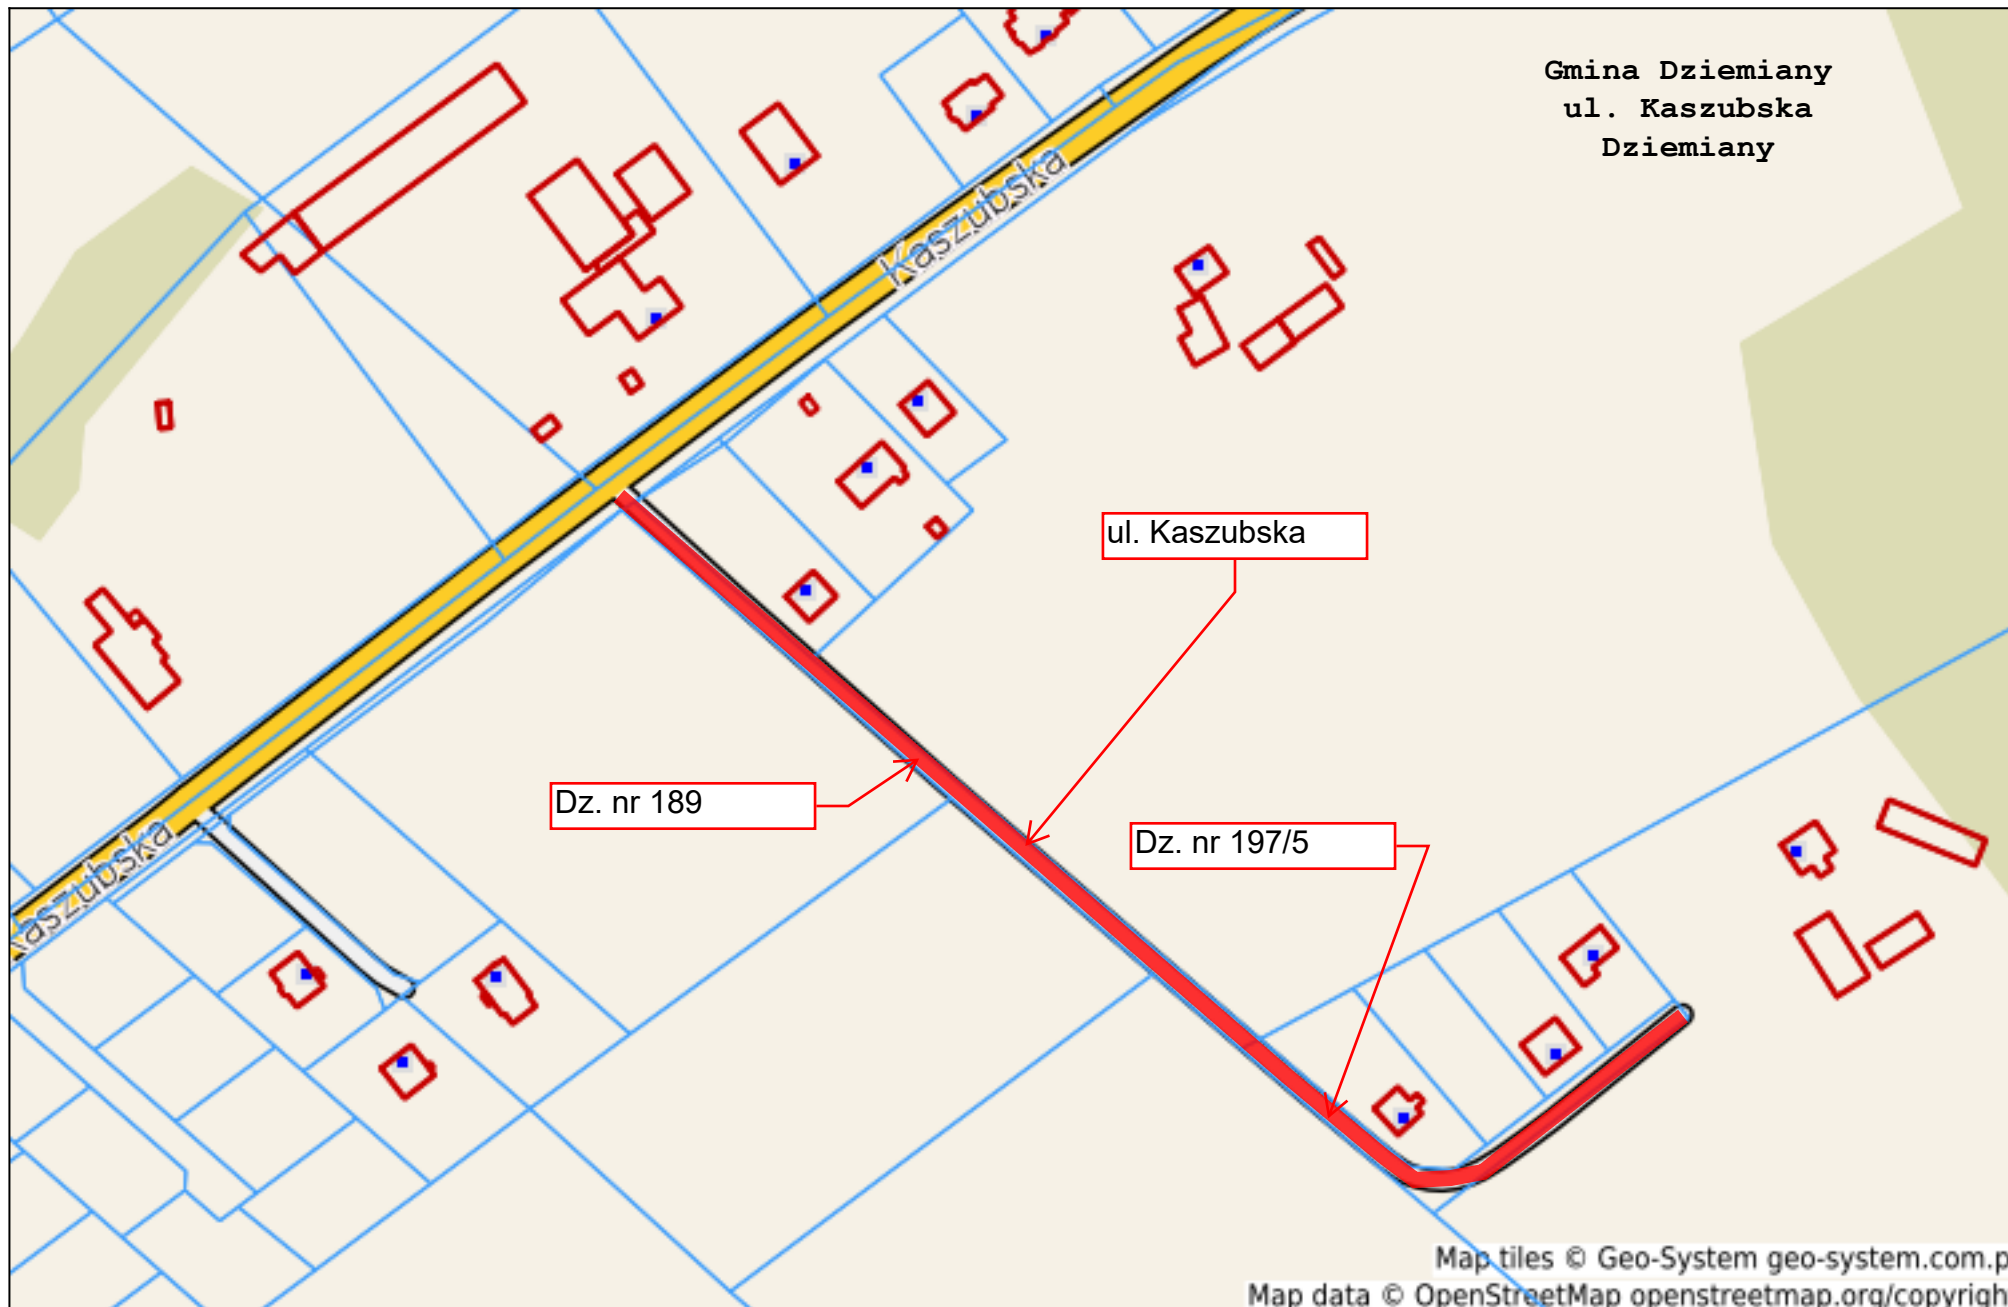 Gmina Dziemiany
ul. Kaszubska
Dziemiany
Kaszubska
ul. Kaszubska
Dz. nr 189
Dz. nr 197/5
Kaszubska
Map tiles © Geo-System geo-system.com.p
Map data © OpenStreetMap openstreetmap.org/copyrigh